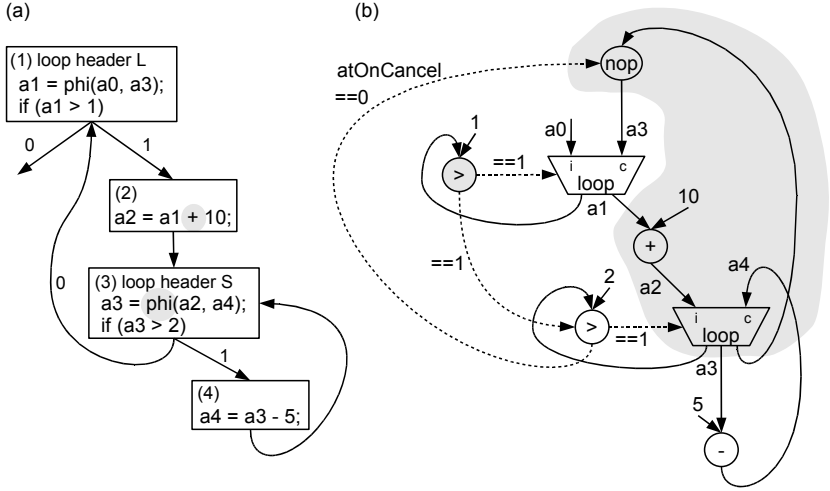 (a)
(1) loop header L
a1 = phi(a0, a3);
if (a1 > 1)
0
1
(2)
a2 = a1 + 10;
0
(3) loop header S
a3 = phi(a2, a4);
if (a3 > 2)
1
(4)
a4 = a3 - 5;
(b)
nop
atOnCancel
==0
1
a0
a3
>
==1
i
c
loop
a1
10
+
==1
a4
2
a2
>
==1
i
c
loop
a3
5
-